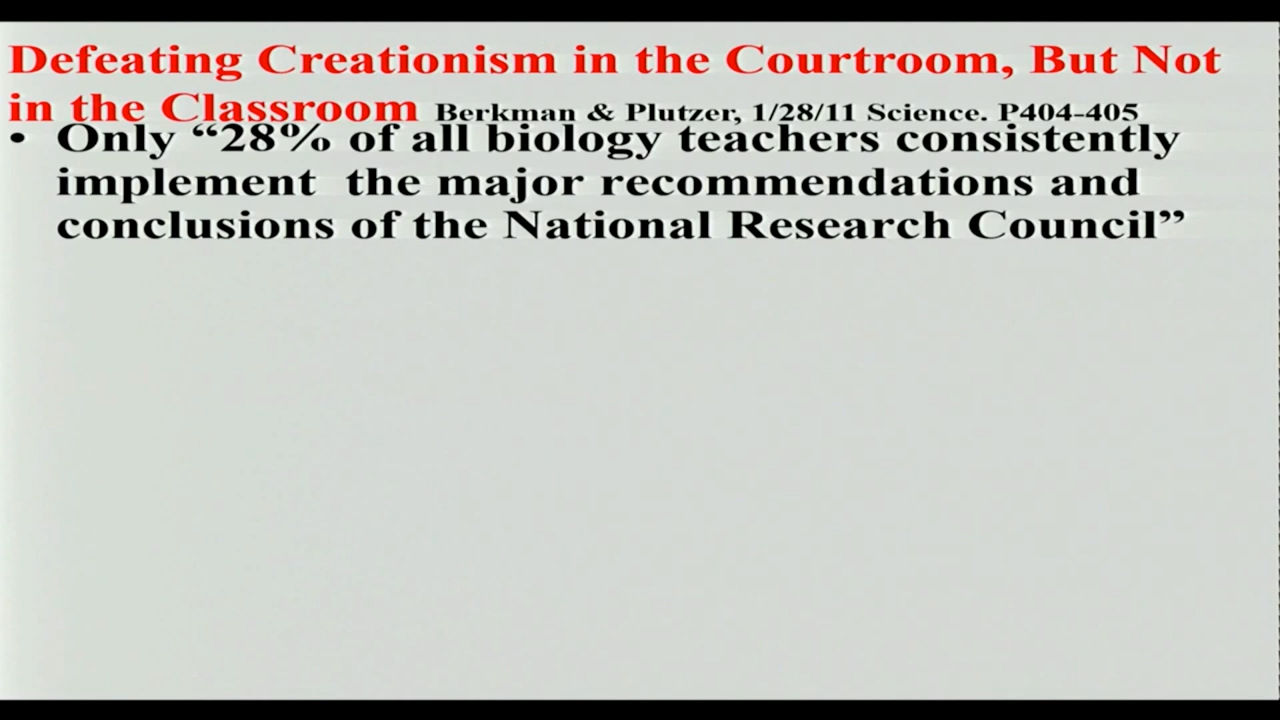 Defeating Creationism in the Courtroom, But Not
in the Classroom Berkman & Plutzer, 1/28/11 Science. P404-405
• Only “28% of all biology teachers consistently
implement the major recommendations and
conclusions of the National Research Council”